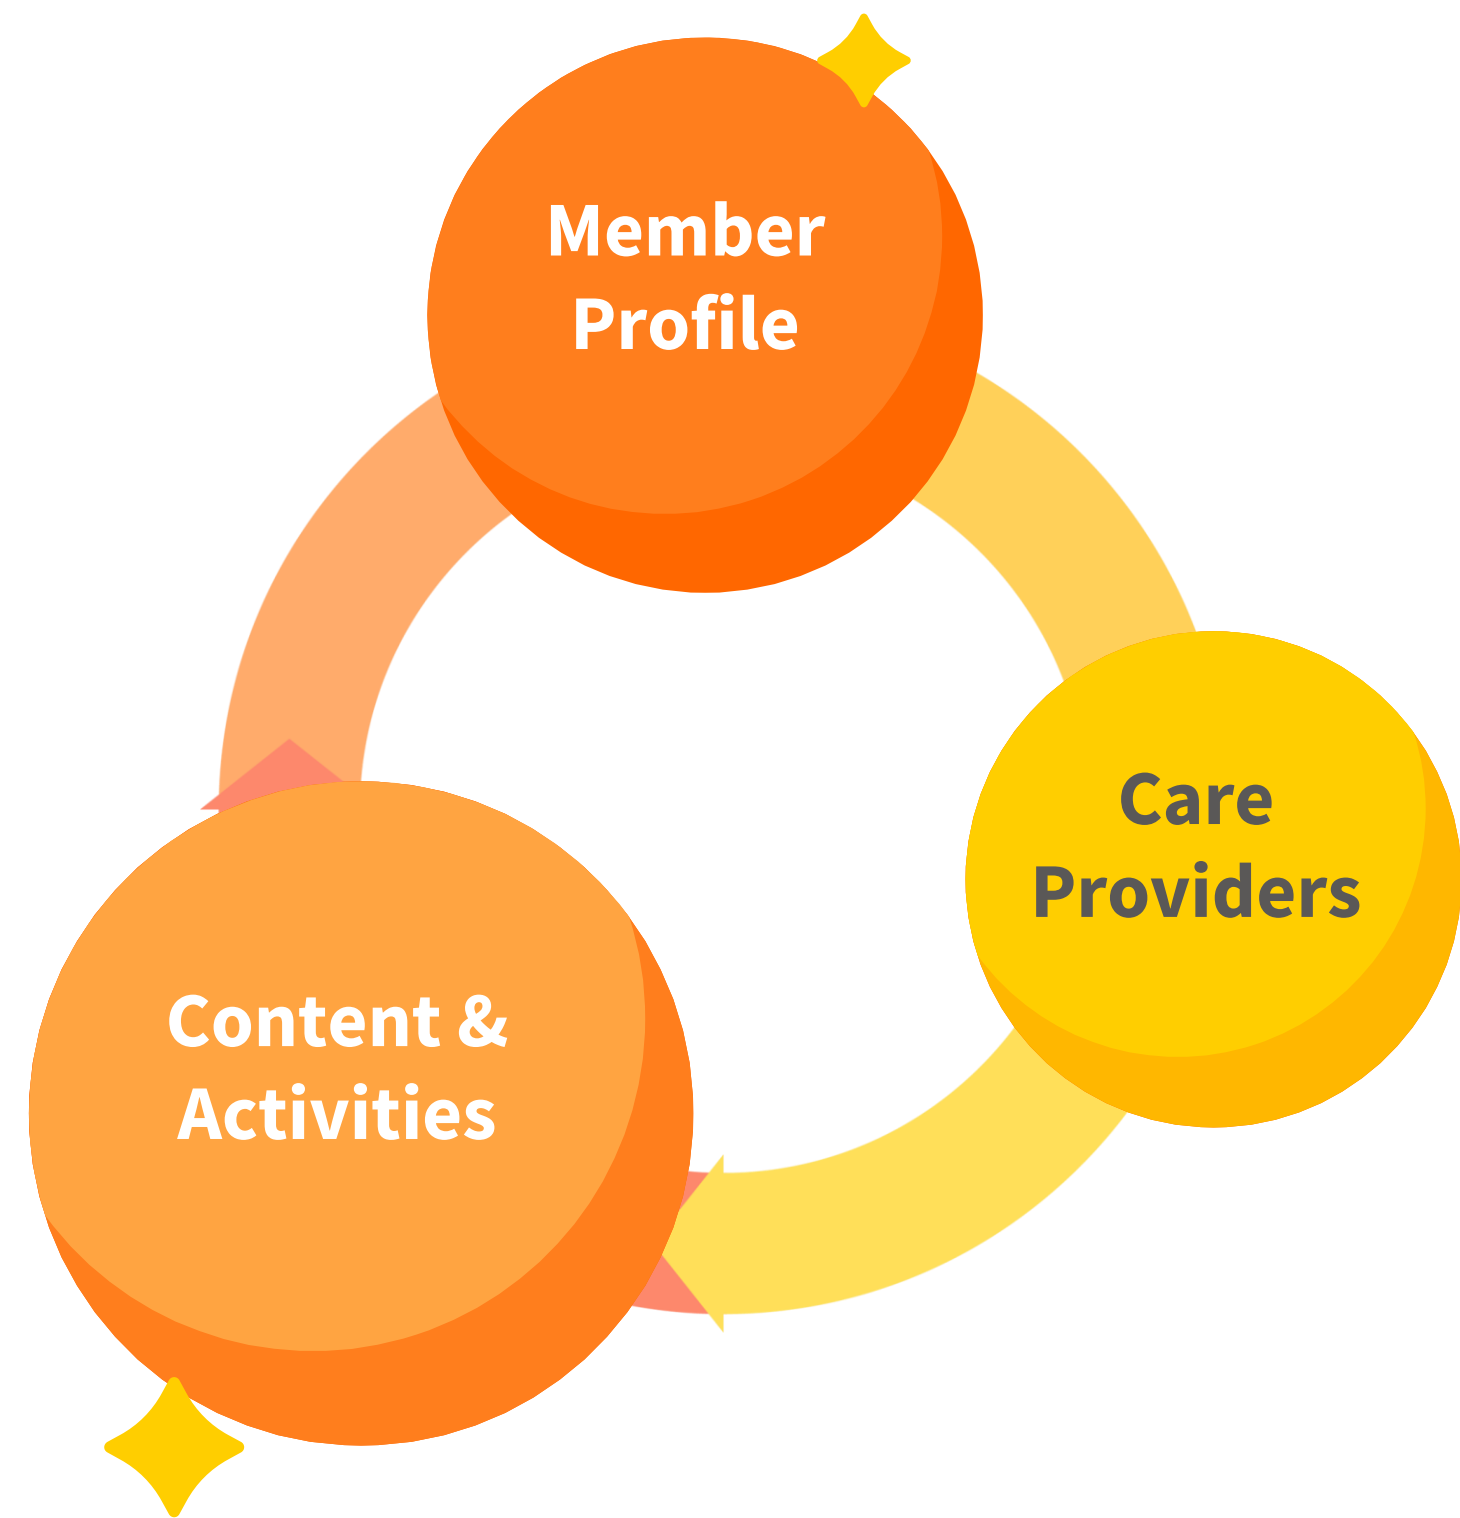 Member
Profile
Care
Providers
Content &
Activities